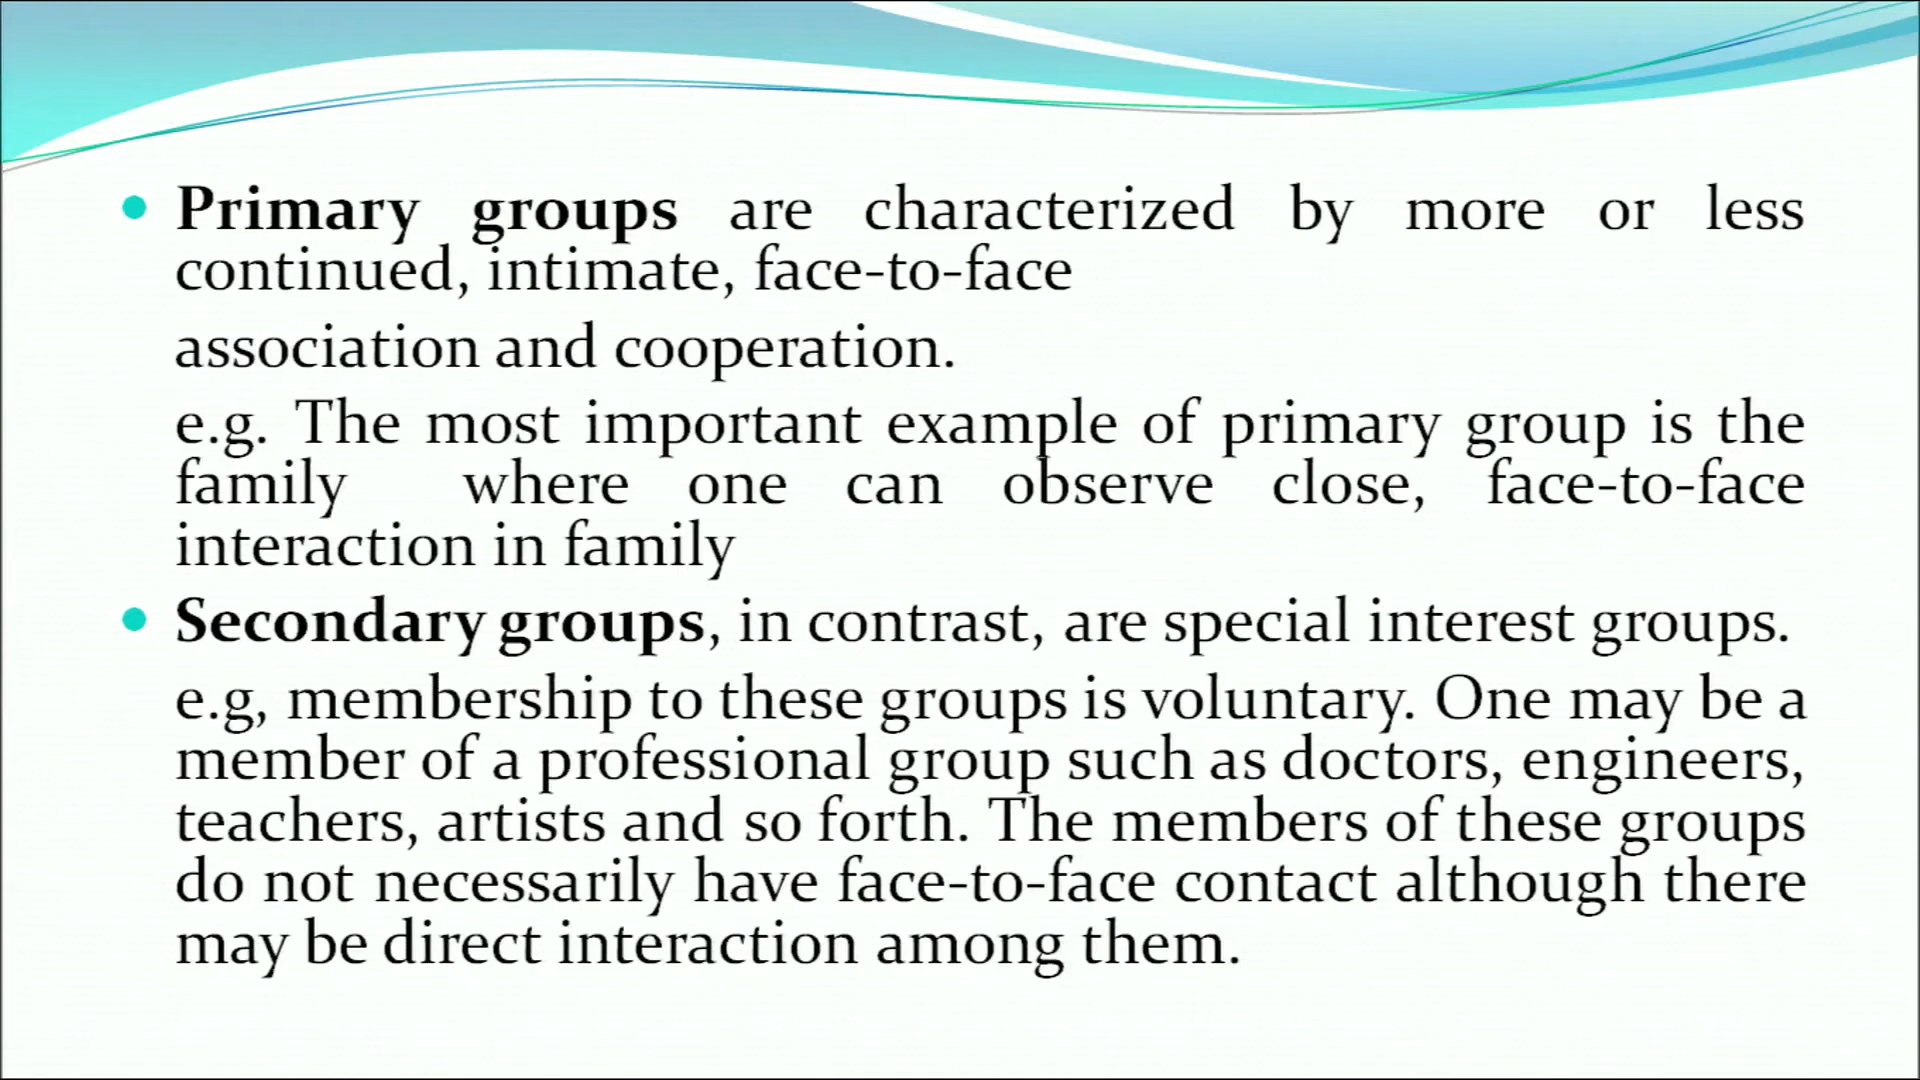 Primary groups are characterized by more or less
continued, intimate, face-to-face
association and cooperation.
e.g. The most important example of primary group is the
family where one can observe close, face-to-face
interaction in family
Secondary groups, in contrast, are special interest groups.
e.g, membership to these groups is voluntary. One may be a
member of a professional group such as doctors, engineers,
teachers, artists and so forth. The members of these groups
do not necessarily have face-to-face contact although there
may be direct interaction among them.